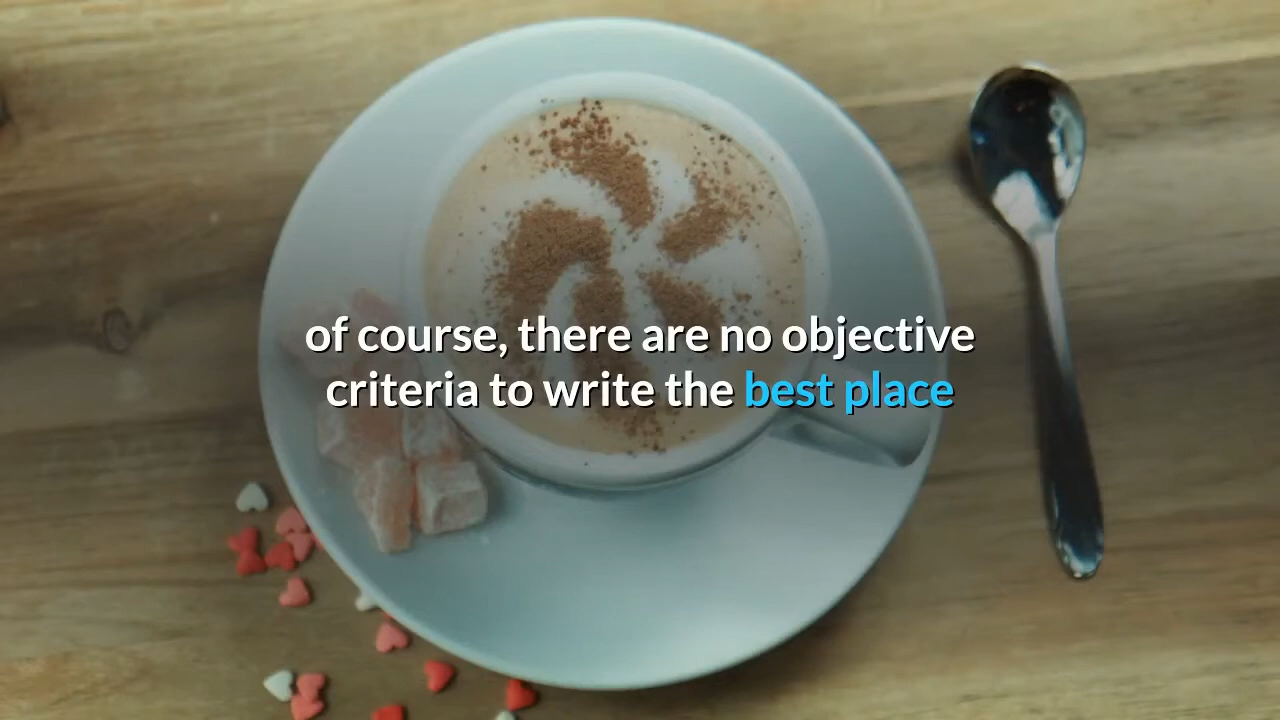 of course, there are no objective
criteria to write the best place